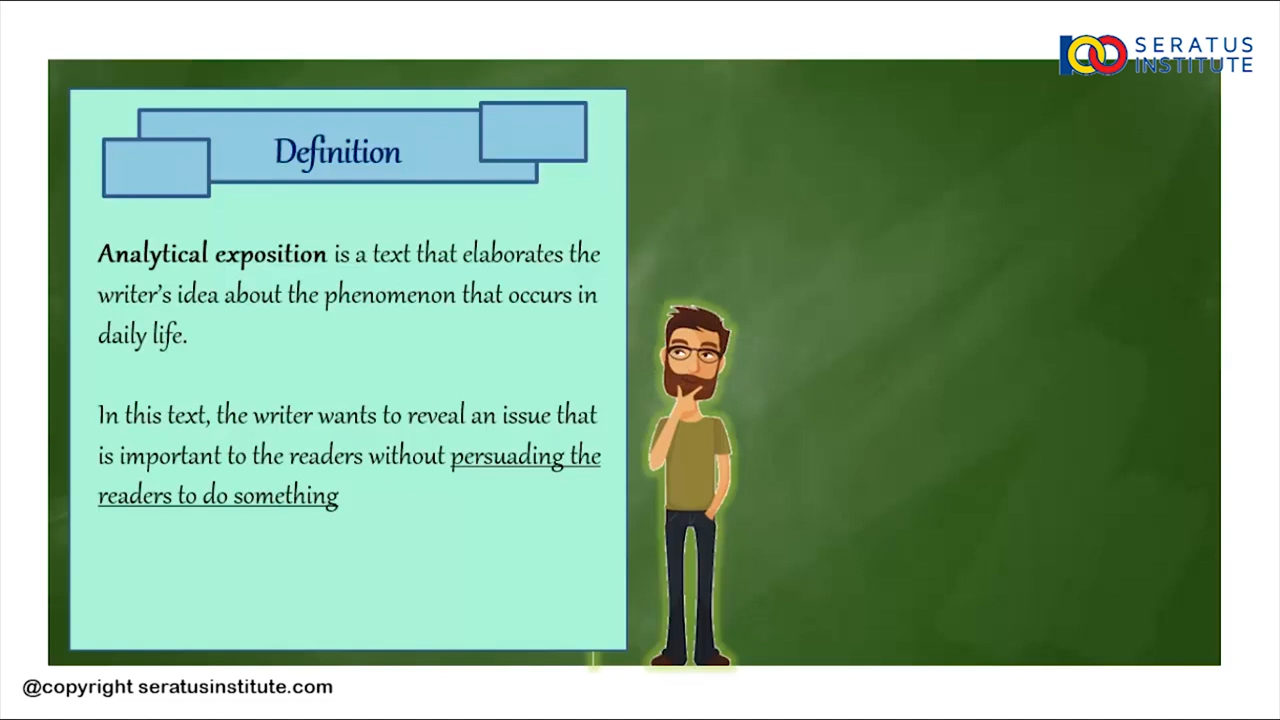 SERATUS
INSTITUTE
Definition
Analytical exposition is a text that elaborates the
writer's idea about the phenomenon that occurs in
daily life.
In this text, the writer wants to reveal an issue that
is important to the readers without persuading the
readers to do something
@copyright seratusinstitute.com